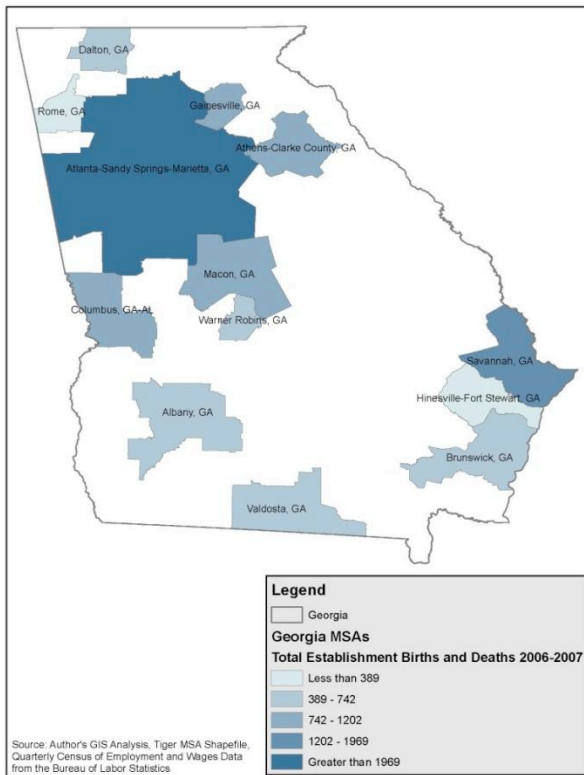 Dalton, GA
Rome, GA
Gainesville, GA
Athens-Clarke County, GA
Atlanta-Sandy Springs-Marietta, GA
Macon, GA
Columbus, GA-AL
Warner Robins, GA
Savannah, GA
Hinesville-Fort Stewart, GA
Albany, GA
Brunswick, GA
Valdosta, GA
Legend
Georgia
Georgia MSAs
Total Establishment Births and Deaths 2006-2007
Less than 389
389 - 742
742 - 1202
1202 - 1969
Greater than 1969
Source: Author's GIS Analysis, Tiger MSA Shapefile,
Quarterly Census of Employment and Wages Data
from the Bureau of Labor Statistics